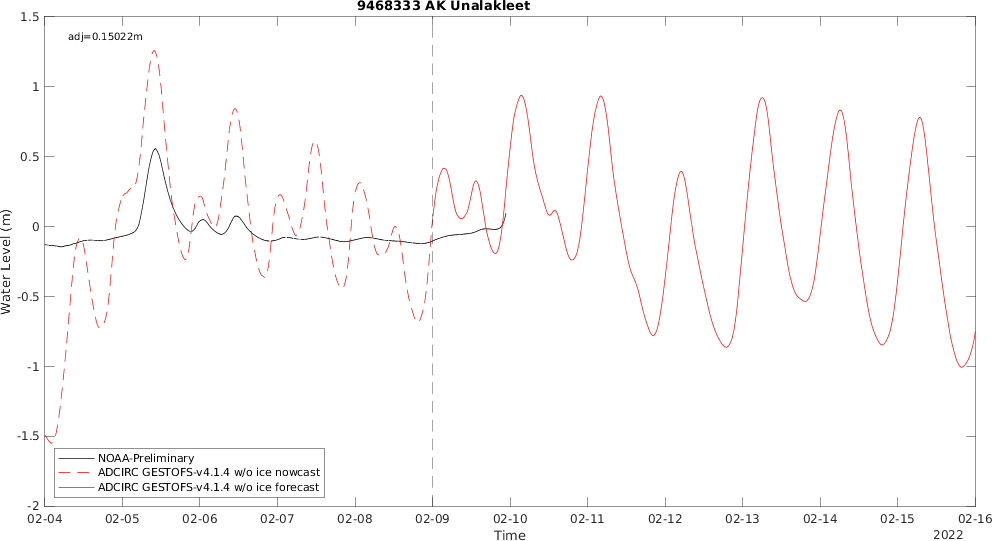 9468333 AK Unalakleet
adj=0.15022m
1.5
1
0.5
0
-0.5
-1
-1.5
-2
Water Level (m)
NOAA-Preliminary
ADCIRC GESTOFS-v4.1.4 w/o ice nowcast
ADCIRC GESTOFS-v4.1.4 w/o ice forecast
02-04 02-05 02-06 02-07 02-08 02-09 02-10 02-11 02-12 02-13 02-14 02-15 02-16
Time
2022